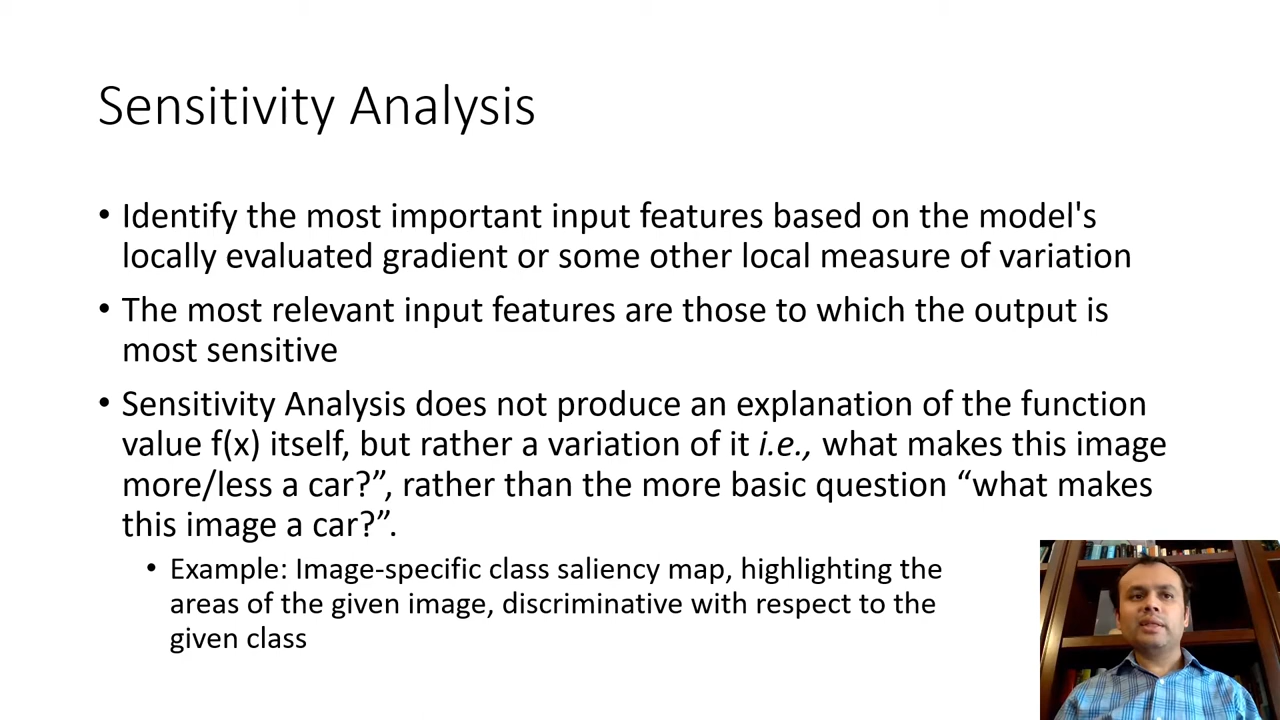 Sensitivity Analysis
• Identify the most important input features based on the model's
locally evaluated gradient or some other local measure of variation
• The most relevant input features are those to which the output is
most sensitive
• Sensitivity Analysis does not produce an explanation of the function
value f(x) itself, but rather a variation of it i.e., what makes this image
more/less a car?”, rather than the more basic question “what makes
this image a car?”.
• Example: Image-specific class saliency map, highlighting the
areas of the given image, discriminative with respect to the
given class